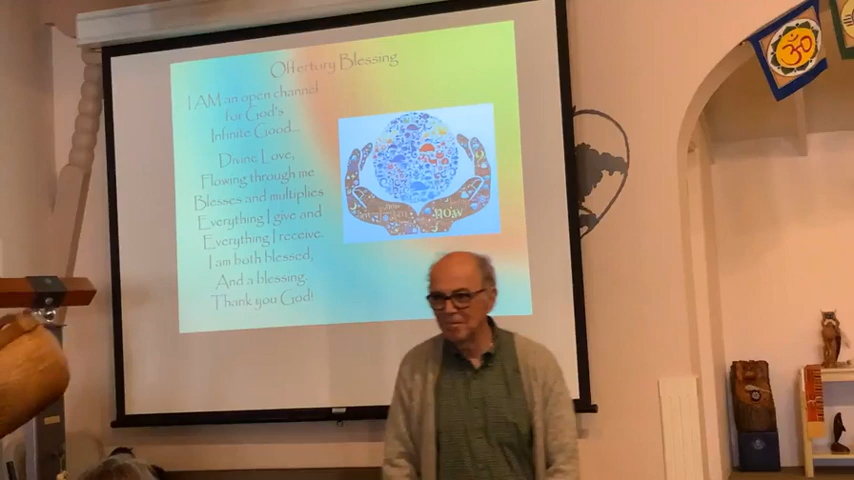 Offertory Blessing
I AM an open channel
for God's
Infinite Good...
Divine Love,
Flowing through me
Blesses and multiplies
Everything I give and
Everything I receive.
I am both blessed,
And a blessing.
Thank you God!
ROW
ॐ